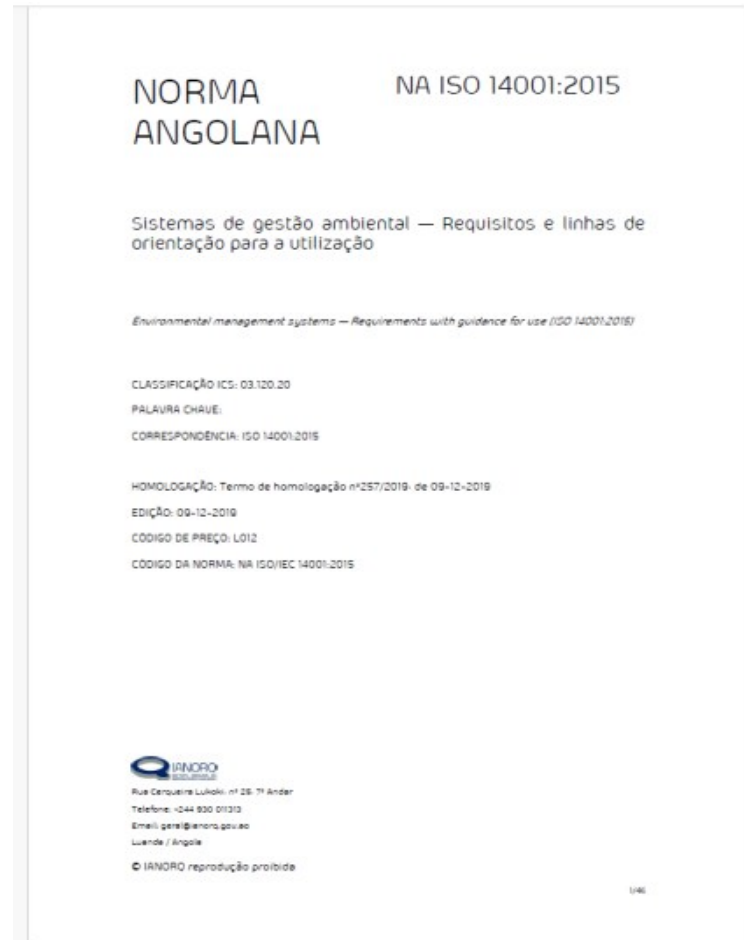 NORMA
ANGOLANA
NA ISO 14001:2015
Sistemas de gestão ambiental — Requisitos e linhas de
orientação para a utilização
Environmental management systems — Requirements with guidance for use (ISO 14001:2015)
CLASSIFICAÇÃO ICS: 03.120.20
PALAVRA CHAVE:
CORRESPONDÊNCIA: ISO 14001:2015
HOMOLOGAÇÃO: Termo de homologação nº257/2019, de 09-12-2019
EDIÇÃO: 09-12-2019
CÓDIGO DE PREÇO: L012
CÓDIGO DA NORMA: NA ISO/IEC 14001:2015
IANORQ
Rua Cerqueira Lukoki, nº 25, 7º Andar
Telefone: +244 930 011313
Email: geral@ianorq.gov.ao
Luanda / Angola
© IANORQ reprodução proibida
1/46